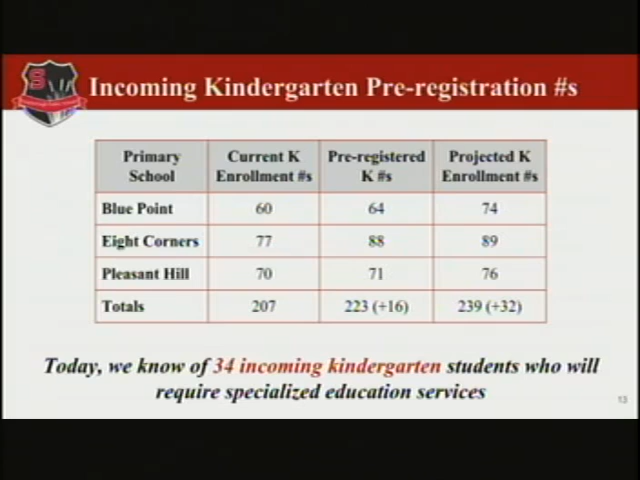 S
Incoming Kindergarten Pre-registration #s
Primary School Current K Enrollment #s Pre-registered K #s Projected K Enrollment #s
Blue Point 60 64 74
Eight Corners 77 88 89
Pleasant Hill 70 71 76
Totals 207 223 (+16) 239 (+32)
Today, we know of 34 incoming kindergarten students who will
require specialized education services
13